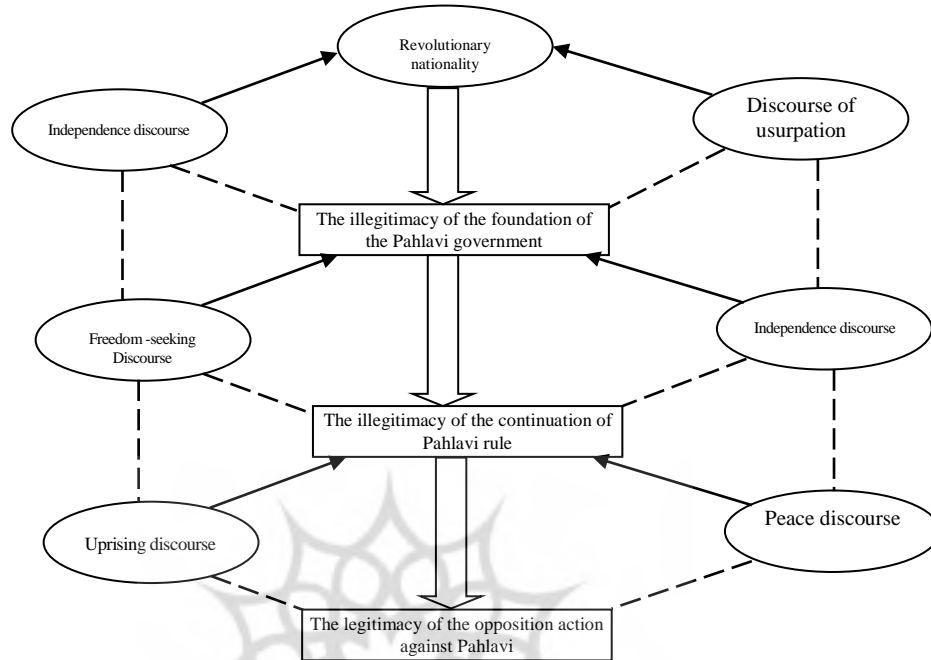 Revolutionary
nationality
Independence discourse
Discourse of
usurpation
The illegitimacy of the foundation of
the Pahlavi government
Freedom -seeking
Discourse
Independence discourse
The illegitimacy of the continuation of
Pahlavi rule
Uprising discourse
Peace discourse
The legitimacy of the opposition action
against Pahlavi